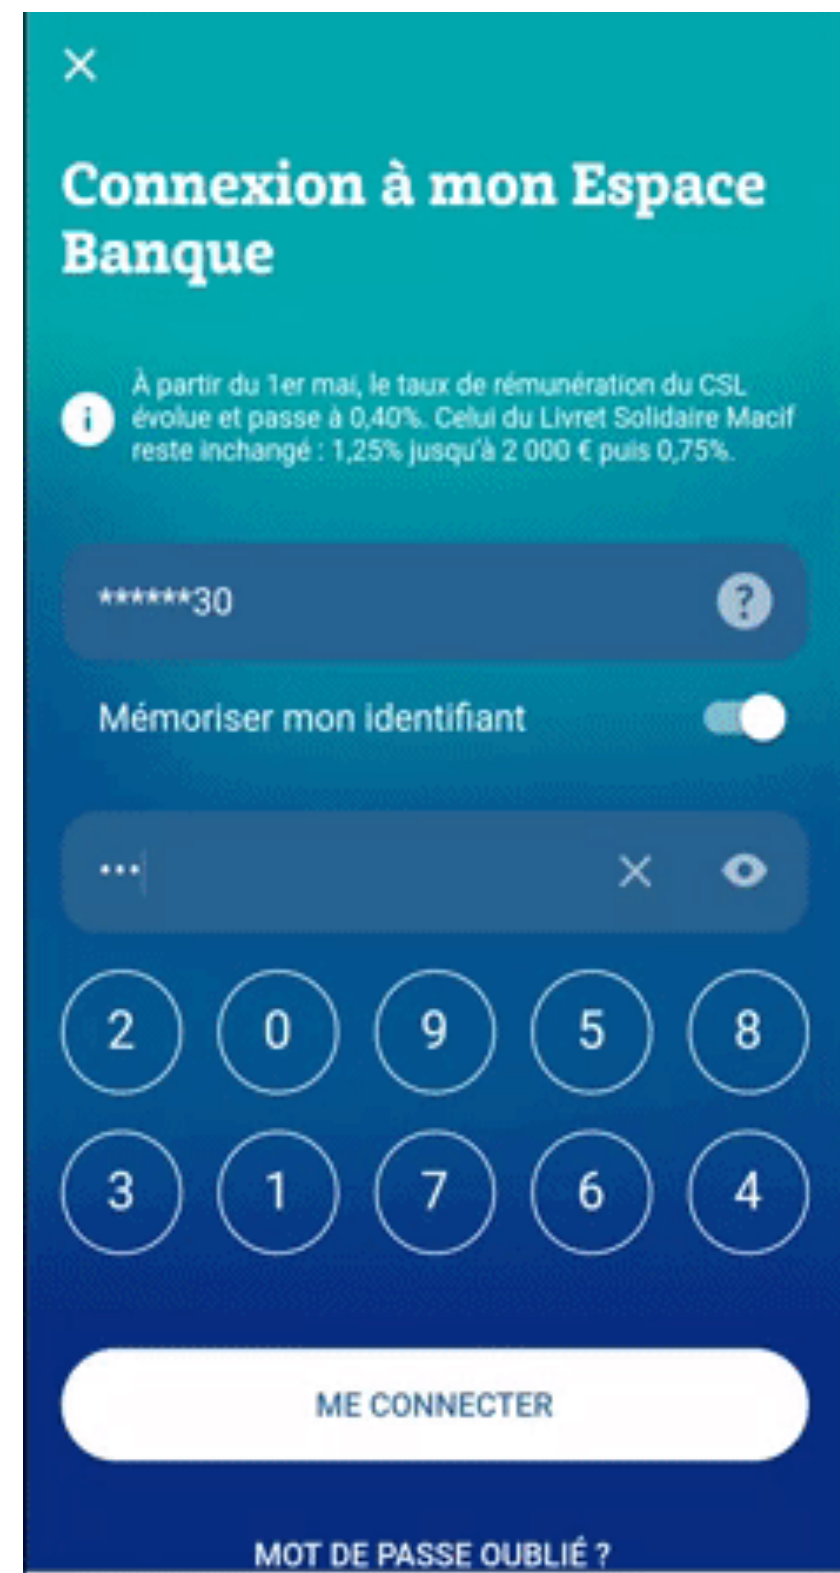 Connexion à mon Espace
Banque
À partir du 1er mai, le taux de rémunération du CSL
évolue et passe à 0,40%. Celui du Livret Solidaire Macif
reste inchangé : 1,25% jusqu'à 2 000 € puis 0,75%.
******30
Mémoriser mon identifiant
•••
2 0 9 5 8
3 1 7 6 4
ME CONNECTER
MOT DE PASSE OUBLIÉ ?